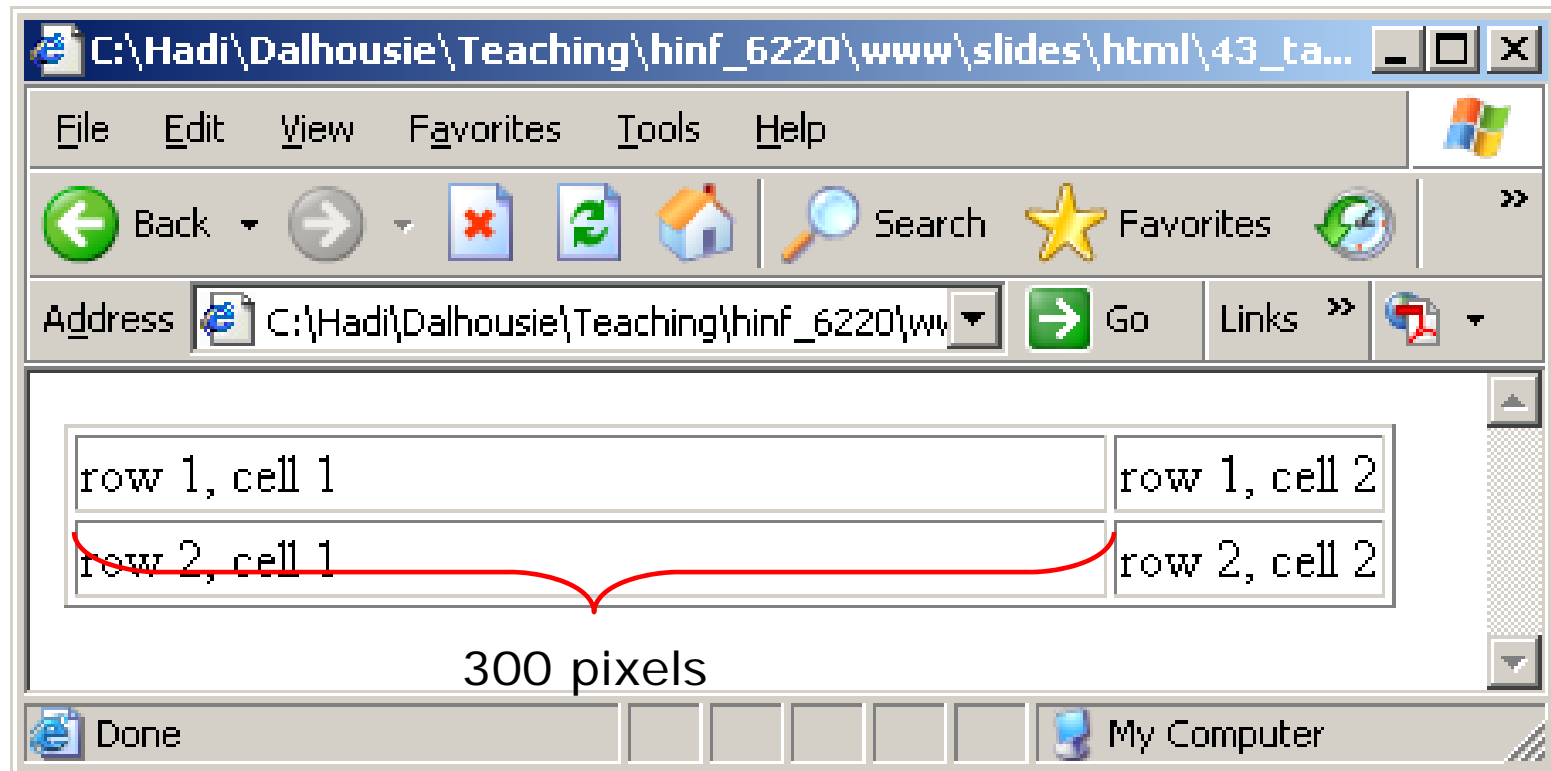 C:\Hadi\Dalhousie\Teaching\hinf_6220\www\slides\html\43_ta...
File Edit View Favorites Tools Help
Back Search Favorites »
Address C:\Hadi\Dalhousie\Teaching\hinf_6220\ww Go Links »
row 1, cell 1 row 1, cell 2
row 2, cell 1 row 2, cell 2
300 pixels
Done My Computer